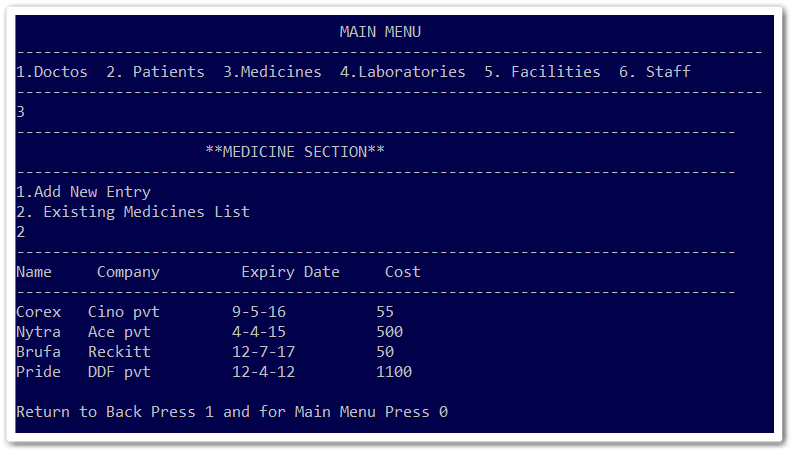 MAIN MENU
--------------------------------------------------------------------------------
1.Doctos  2. Patients  3.Medicines  4.Laboratories  5. Facilities  6. Staff
--------------------------------------------------------------------------------
3
--------------------------------------------------------------------------------
**MEDICINE SECTION**
--------------------------------------------------------------------------------
1.Add New Entry
2. Existing Medicines List
2
--------------------------------------------------------------------------------
Name     Company         Expiry Date     Cost
--------------------------------------------------------------------------------
Corex   Cino pvt        9-5-16          55
Nytra   Ace pvt         4-4-15          500
Brufa   Reckitt         12-7-17         50
Pride   DDF pvt         12-4-12         1100
Return to Back Press 1 and for Main Menu Press 0